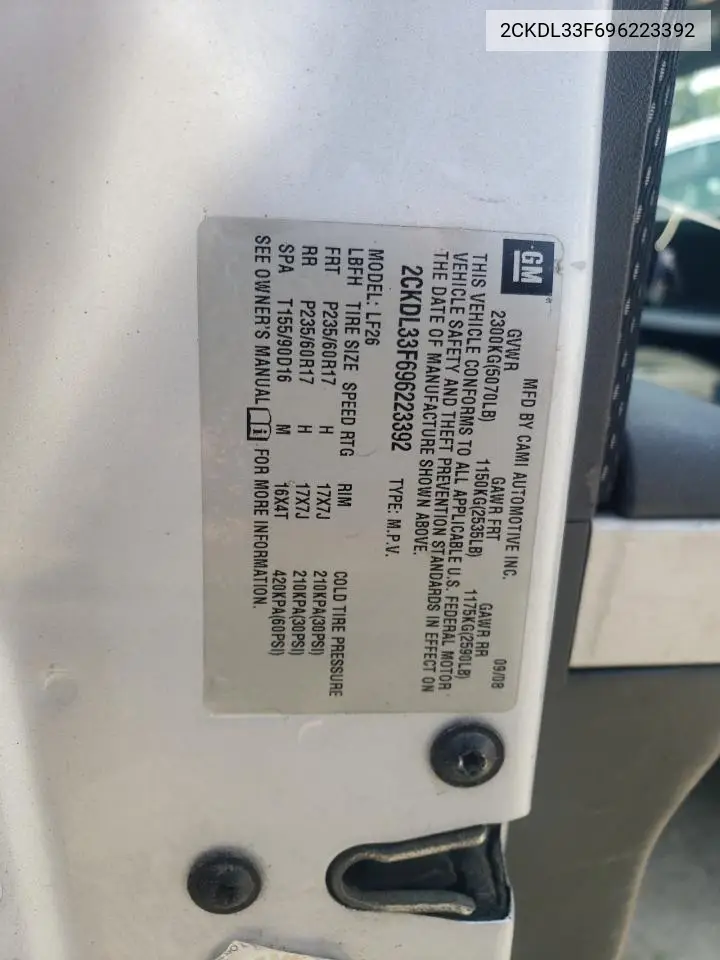 2CKDL33F696223392
GM
MFD BY CAMI AUTOMOTIVE INC. 09/08
GVWR GAWR FRT GAWR RR
2300KG(5070LB) 1150KG(2535LB) 1175KG(2590LB)
THIS VEHICLE CONFORMS TO ALL APPLICABLE U.S. FEDERAL MOTOR
VEHICLE SAFETY AND THEFT PREVENTION STANDARDS IN EFFECT ON
THE DATE OF MANUFACTURE SHOWN ABOVE.
2CKDL33F696223392 TYPE: M.P.V.
MODEL: LF26
LBFH TIRE SIZE SPEED RTG RIM COLD TIRE PRESSURE
FRT P235/60R17 H 17X7J 210KPA(30PSI)
RR P235/60R17 H 17X7J 210KPA(30PSI)
SPA T155/90D16 M 16X4T 420KPA(60PSI)
SEE OWNER'S MANUAL i FOR MORE INFORMATION.